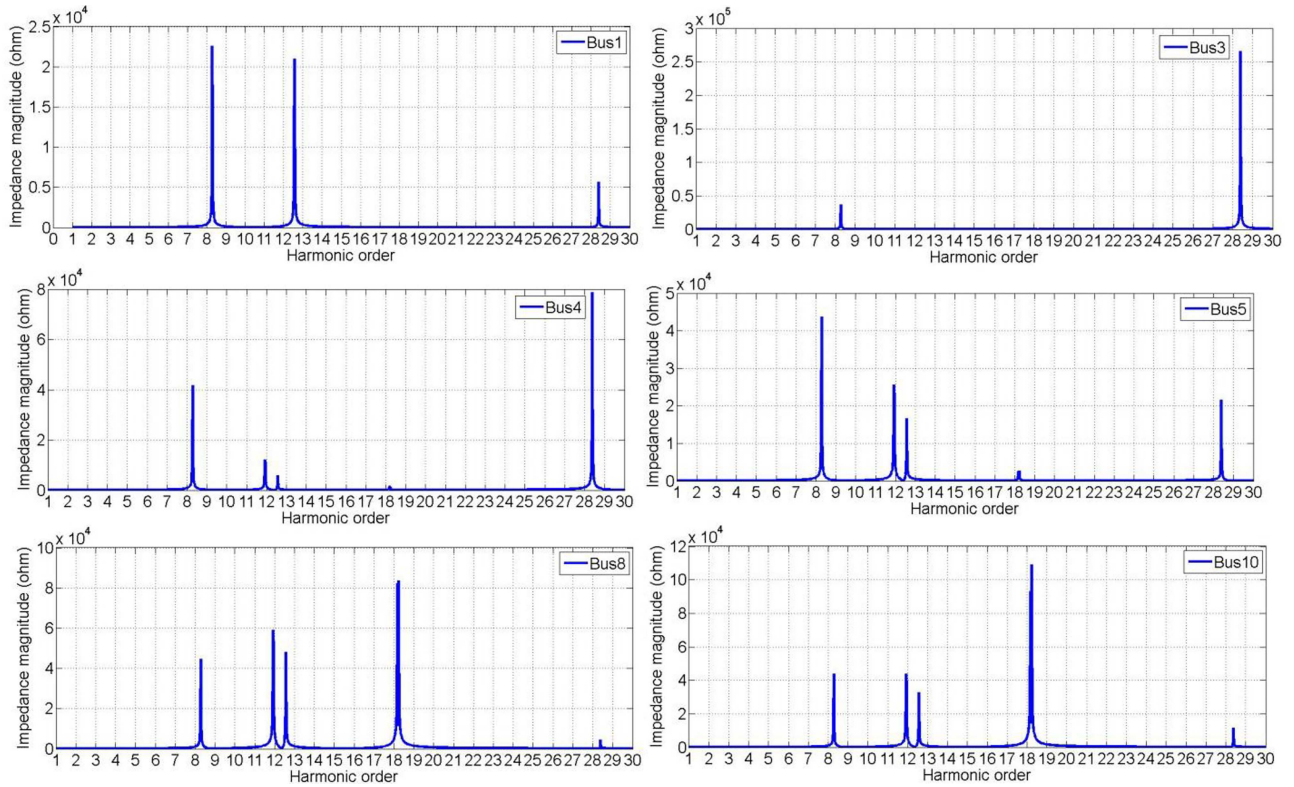 x 10⁴
2.5
2
1.5
1
0.5
0
Impedance magnitude (ohm)
Bus1
0 1 2 3 4 5 6 7 8 9 10 11 12 13 14 15 16 17 18 19 20 21 22 23 24 25 26 27 28 29 30
Harmonic order
x 10⁵
3
2.5
2
1.5
1
0.5
0
Impedance magnitude (ohm)
Bus3
1 2 3 4 5 6 7 8 9 10 11 12 13 14 15 16 17 18 19 20 21 22 23 24 25 26 27 28 29 30
Harmonic order
x 10⁴
8
6
4
2
0
Impedance magnitude (ohm)
Bus4
1 2 3 4 5 6 7 8 9 10 11 12 13 14 15 16 17 18 19 20 21 22 23 24 25 26 27 28 29 30
Harmonic order
x 10⁴
5
4
3
2
1
0
Impedance magnitude (ohm)
Bus5
1 2 3 4 5 6 7 8 9 10 11 12 13 14 15 16 17 18 19 20 21 22 23 24 25 26 27 28 29 30
Harmonic order
x 10⁴
10
8
6
4
2
0
Impedance magnitude (ohm)
Bus8
1 2 3 4 5 6 7 8 9 10 11 12 13 14 15 16 17 18 19 20 21 22 23 24 25 26 27 28 29 30
Harmonic order
x 10⁴
12
10
8
6
4
2
0
Impedance magnitude (ohm)
Bus10
1 2 3 4 5 6 7 8 9 10 11 12 13 14 15 16 17 18 19 20 21 22 23 24 25 26 27 28 29 30
Harmonic order